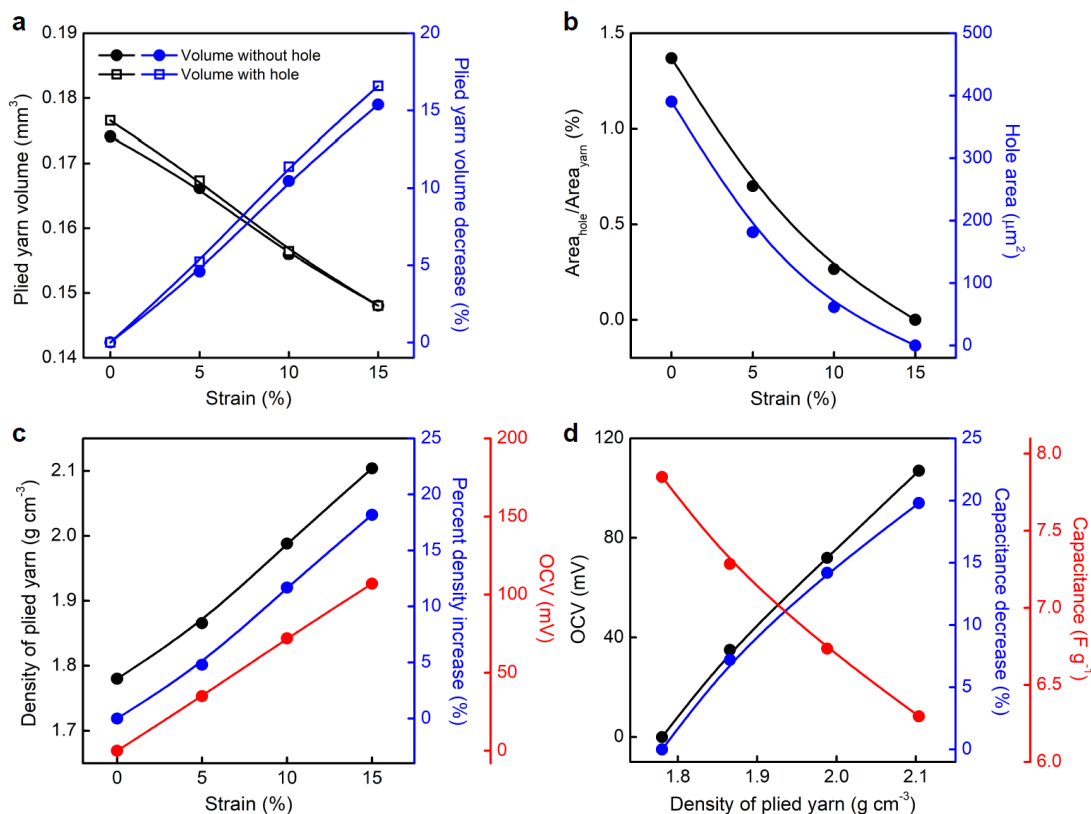 a
0.19
0.18
0.17
0.16
0.15
0.14
Plied yarn volume (mm³)
Volume without hole
Volume with hole
20
15
10
5
0
Plied yarn volume decrease (%)
0 5 10 15
Strain (%)
b
1.5
1.0
0.5
0.0
Area_hole/Area_yarn (%)
500
400
300
200
100
0
Hole area (μm²)
0 5 10 15
Strain (%)
c
2.1
2.0
1.9
1.8
1.7
Density of plied yarn (g cm⁻³)
25
20
15
10
5
0
Percent density increase (%)
200
150
100
50
0
OCV (mV)
0 5 10 15
Strain (%)
d
120
80
40
0
OCV (mV)
25
20
15
10
5
0
Capacitance decrease (%)
8.0
7.5
7.0
6.5
6.0
Capacitance (F g⁻¹)
1.8 1.9 2.0 2.1
Density of plied yarn (g cm⁻³)